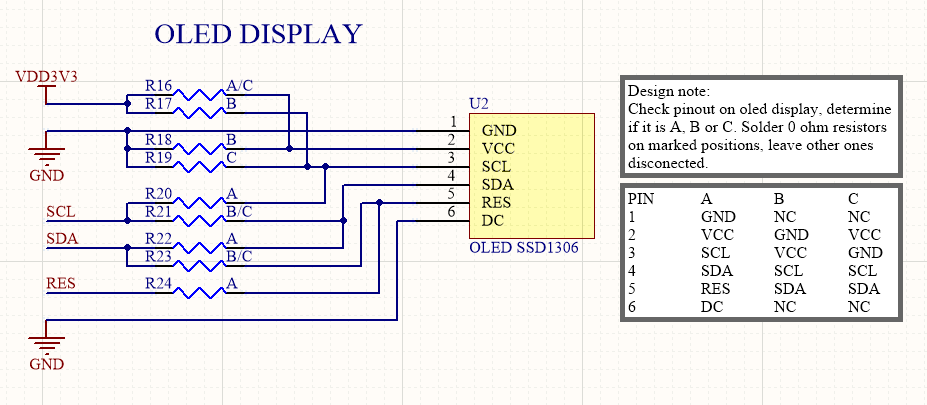 OLED DISPLAY
VDD3V3
R16 A/C
R17 B
R18 B
R19 C
GND
R20 A
SCL R21 B/C
SDA R22 A
R23 B/C
RES R24 A
GND
U2
1 GND
2 VCC
3 SCL
4 SDA
5 RES
6 DC
OLED SSD1306
Design note:
Check pinout on oled display, determine
if it is A, B or C. Solder 0 ohm resistors
on marked positions, leave other ones
disconected.
PIN A B C
1 GND NC NC
2 VCC GND VCC
3 SCL VCC GND
4 SDA SCL SCL
5 RES SDA SDA
6 DC NC NC